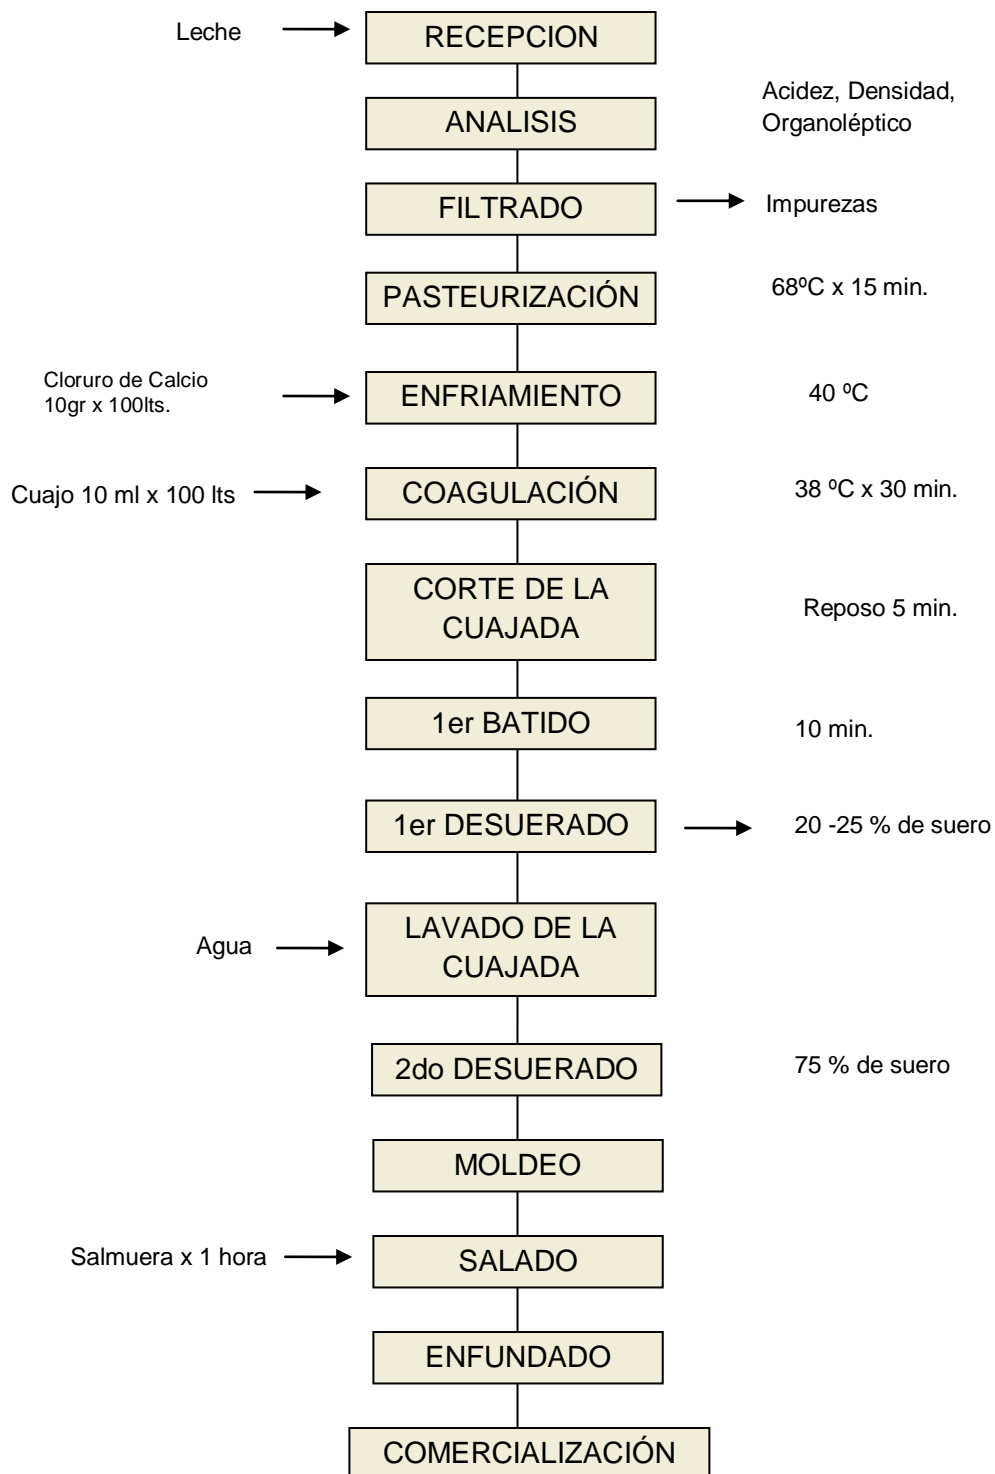 Leche
RECEPCION
ANALISIS
Acidez, Densidad,
Organoléptico
FILTRADO
Impurezas
PASTEURIZACIÓN
68ºC x 15 min.
Cloruro de Calcio
10gr x 100lts.
ENFRIAMIENTO
40 ºC
Cuajo 10 ml x 100 lts
COAGULACIÓN
38 ºC x 30 min.
CORTE DE LA
CUAJADA
Reposo 5 min.
1er BATIDO
10 min.
1er DESUERADO
20 -25 % de suero
Agua
LAVADO DE LA
CUAJADA
2do DESUERADO
75 % de suero
MOLDEO
Salmuera x 1 hora
SALADO
ENFUNDADO
COMERCIALIZACIÓN